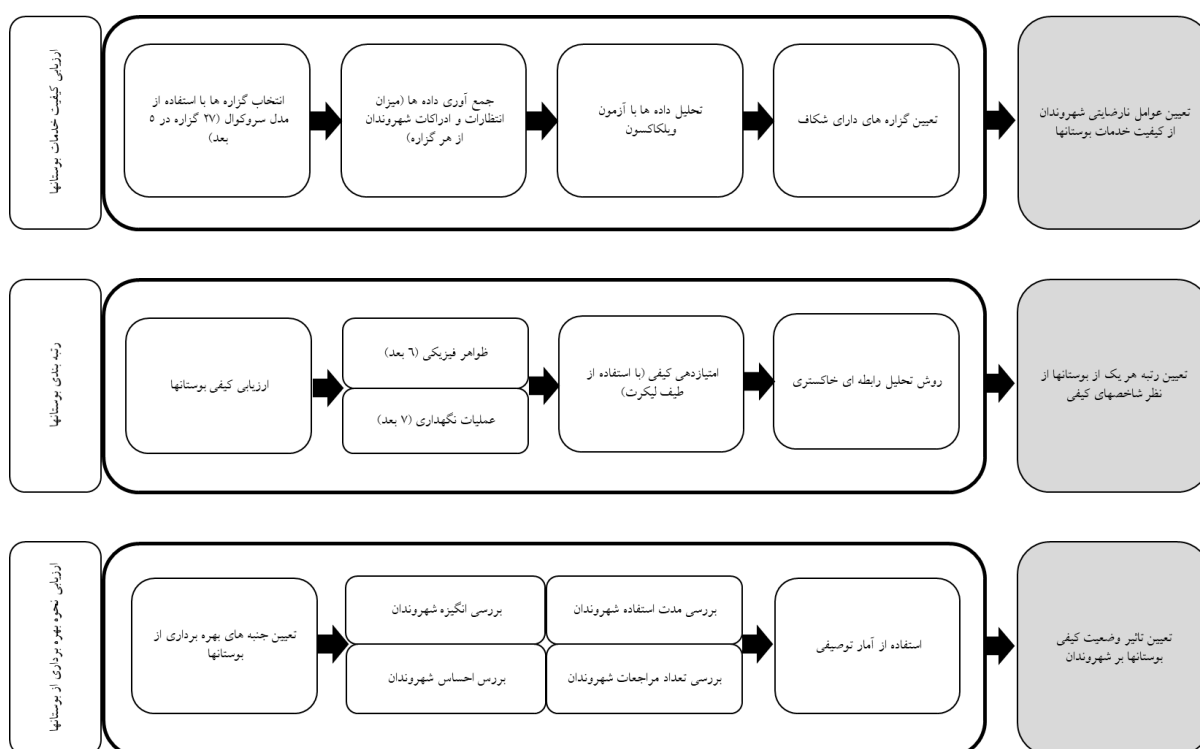 ارزیابی کیفیت خدمات بوستانها
انتخاب گزاره ها با استفاده از
مدل سروکوال (۲۷ گزاره در ۵
بعد)
جمع آوری داده ها (میزان
انتظارات و ادراکات شهروندان
از هر گزاره)
تحلیل داده ها با آزمون
ویلکاکسون
تعیین گزاره های دارای شکاف
تعیین عوامل نارضایتی شهروندان
از کیفیت خدمات بوستانها
رتبه بندی بوستانها
ارزیابی کیفی بوستانها
ظواهر فیزیکی (۶ بعد)
عملیات نگهداری (۷ بعد)
امتیازدهی کیفی (با استفاده از
طیف لیکرت)
روش تحلیل رابطه ای خاکستری
تعیین رتبه هر یک از بوستانها از
نظر شاخصهای کیفی
ارزیابی نحوه بهره برداری از بوستانها
تعیین جنبه های بهره برداری از
بوستانها
بررسی انگیزه شهروندان
بررس احساس شهروندان
بررسی مدت استفاده شهروندان
بررسی تعداد مراجعات شهروندان
استفاده از آمار توصیفی
تعیین تاثیر وضعیت کیفی
بوستانها بر شهروندان